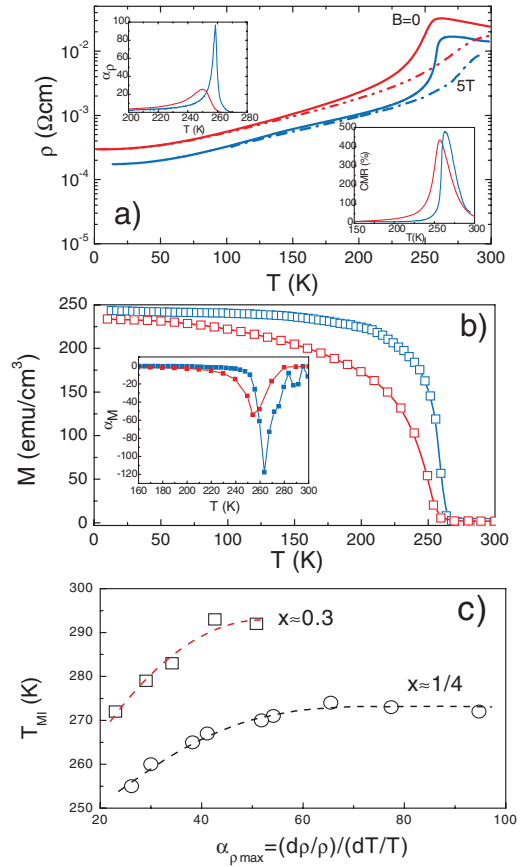 100
80
60
40
20
α_ρ
200 220 240 260 280
T (K)
B=0
5T
10^-2
10^-3
10^-4
10^-5
ρ (Ωcm)
500
400
300
200
100
0
CMR (%)
150 200 250 300
T(K)
a)
0 50 100 150 200 250 300
T (K)
250
200
150
100
50
0
M (emu/cm^3)
b)
0
-20
-40
-60
-80
-100
-120
α_M
160 180 200 220 240 260 280 300
T (K)
0 50 100 150 200 250 300
T (K)
300
290
280
270
260
250
T_MI (K)
c)
x≈0.3
x≈1/4
20 40 60 80 100
α_ρ max=(dρ/ρ)/(dT/T)